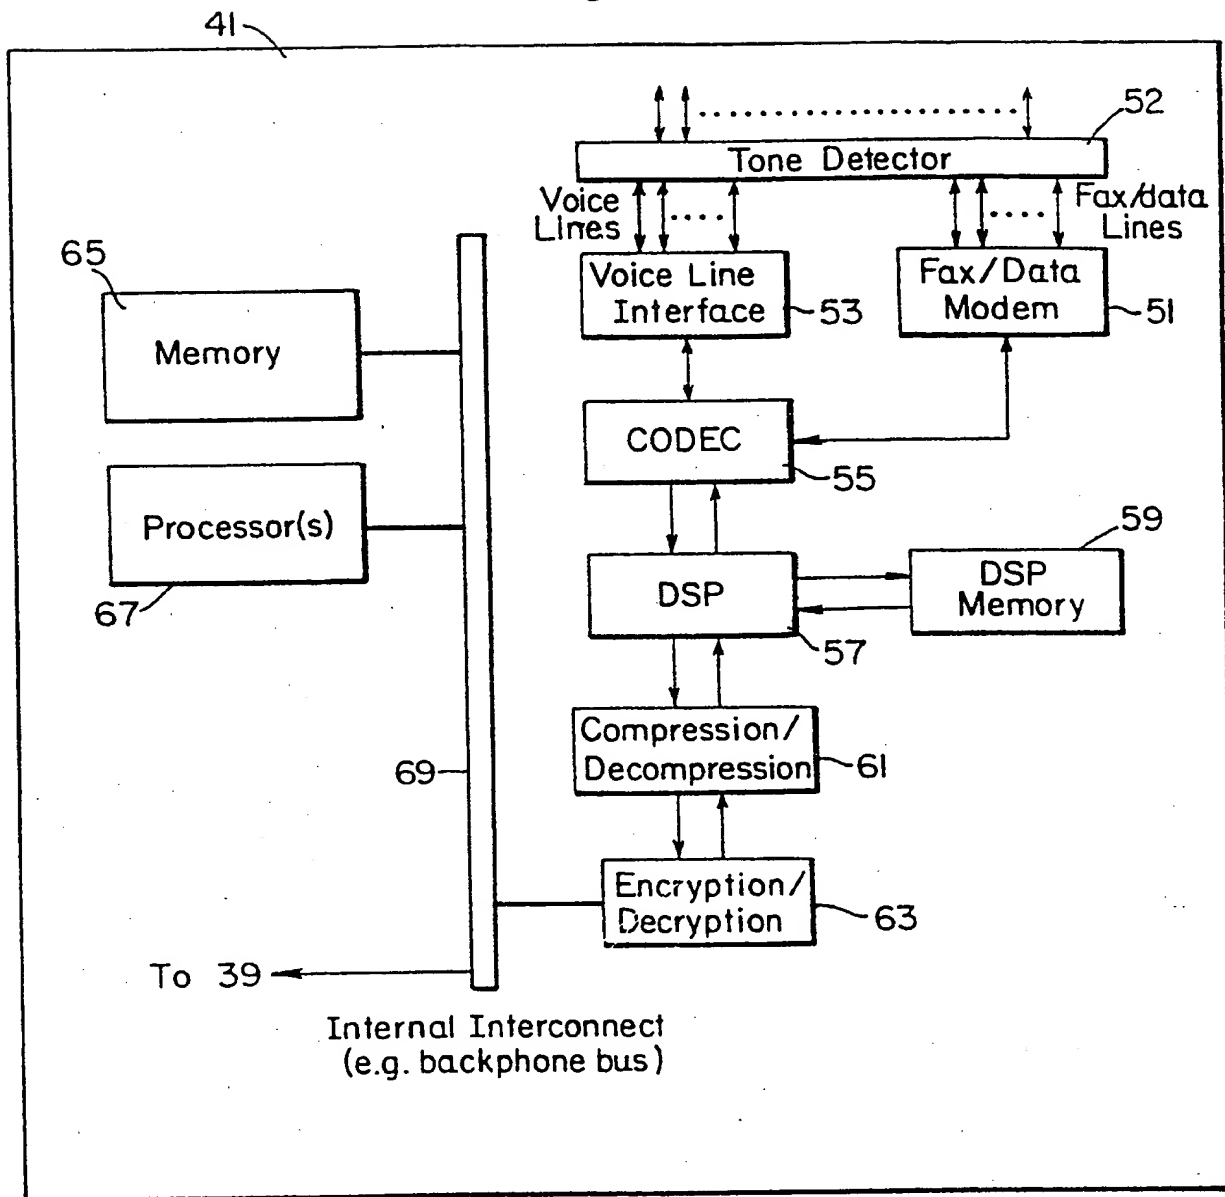 41
52
Tone Detector
Voice
Lines
Fax/data
Lines
65
Voice Line
Interface
53
Fax/Data
Modem
51
Memory
CODEC
55
Processor(s)
67
59
DSP
57
DSP
Memory
Compression/
Decompression
61
69
Encryption/
Decryption
63
To 39
Internal Interconnect
(e.g. backphone bus)